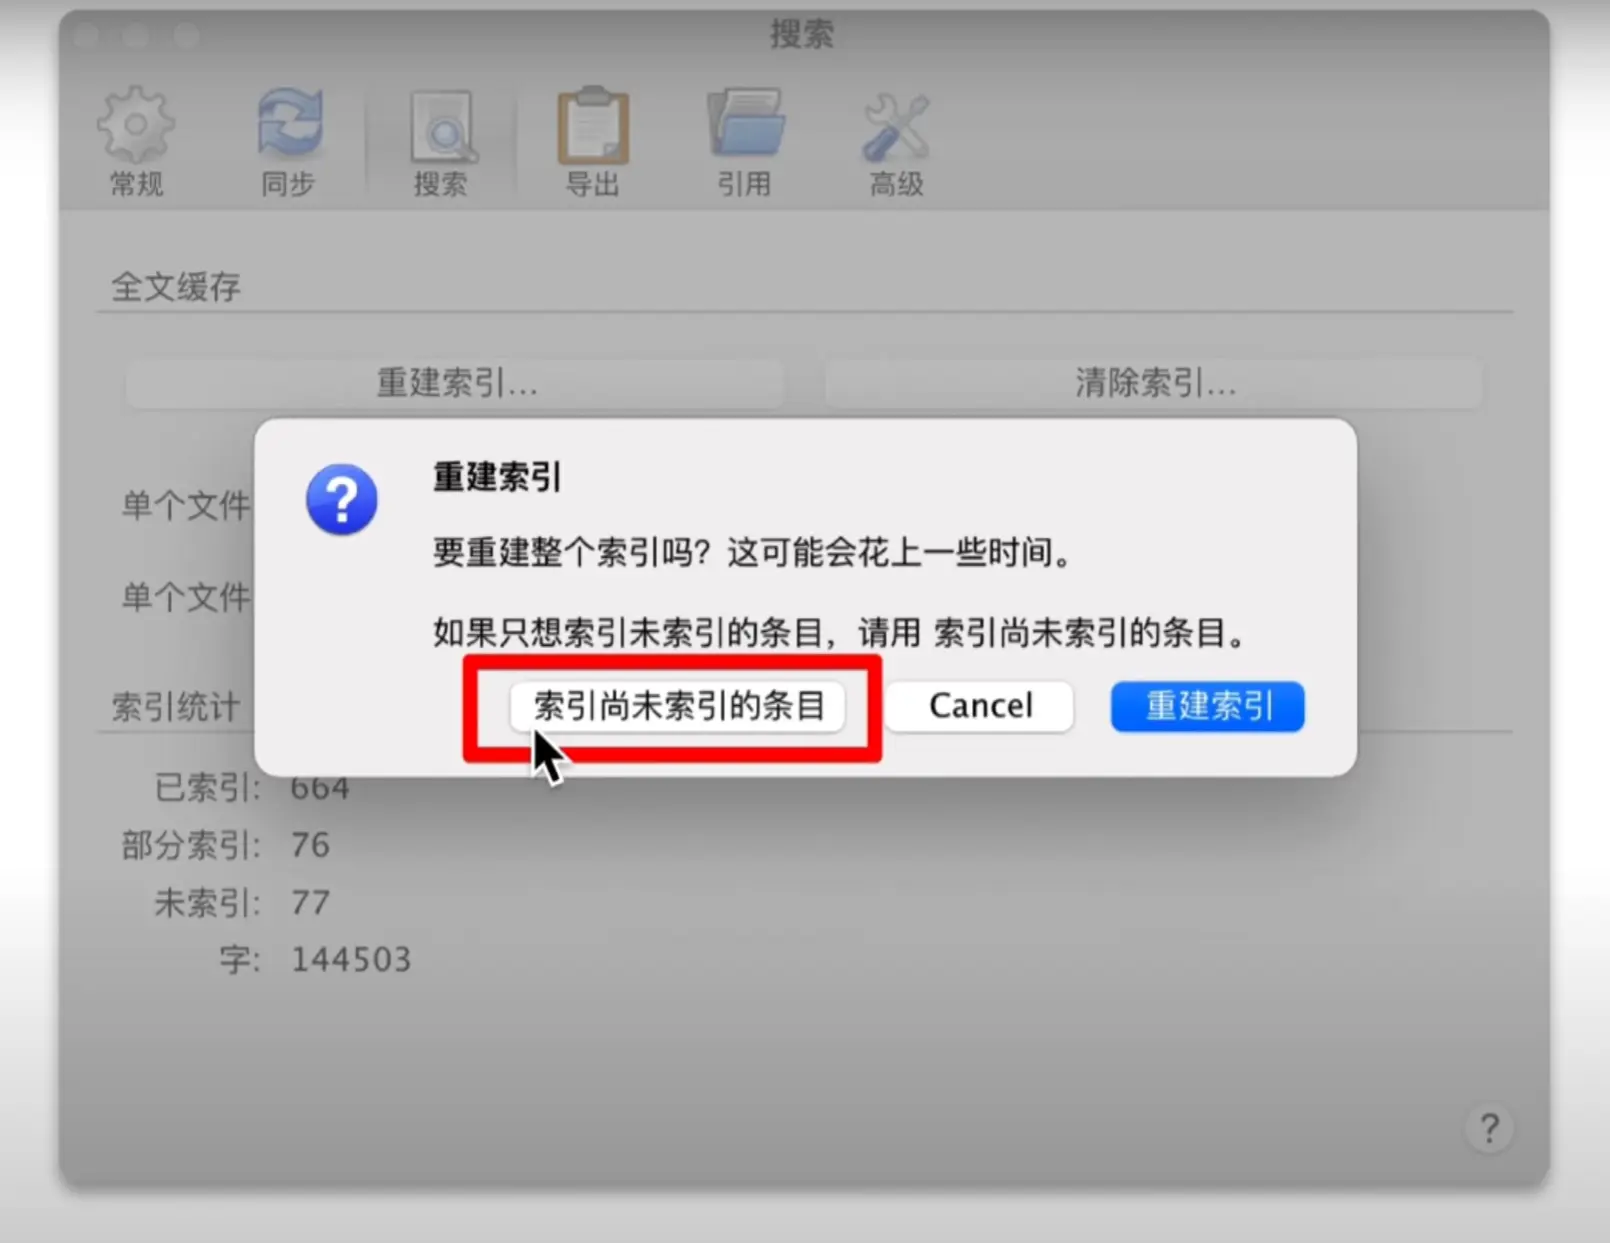 搜索
常规 同步 搜索 导出 引用 高级
全文缓存
重建索引... 清除索引...
重建索引
单个文件
要重建整个索引吗？这可能会花上一些时间。
单个文件
如果只想索引未索引的条目，请用 索引尚未索引的条目。
索引尚未索引的条目 Cancel 重建索引
索引统计
已索引: 664
部分索引: 76
未索引: 77
字: 144503
?